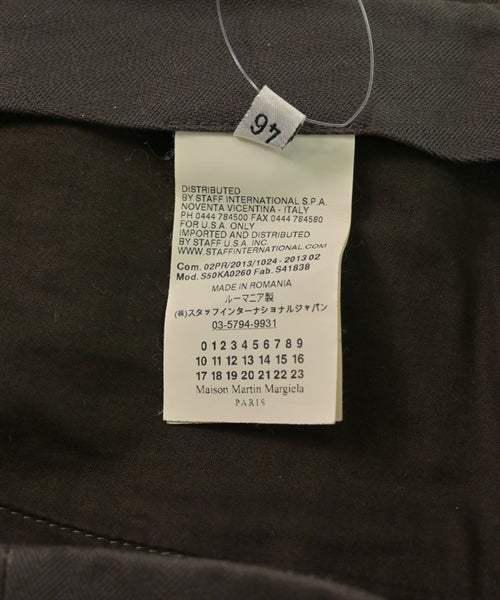 46
DISTRIBUTED
BY STAFF INTERNATIONAL S.P.A.
NOVENTA VICENTINA - ITALY
PH 0444 784500 FAX 0444 784580
FOR U.S.A. ONLY
IMPORTED AND DISTRIBUTED
BY STAFF U.S.A. INC.
WWW.STAFFINTERNATIONAL.COM
Com. 02PR/2013/1024 - 2013 02
Mod. S50KA0260 Fab. S41838
MADE IN ROMANIA
ルーマニア製
(株)スタッフインターナショナルジャパン
03-5794-9931
0 1 2 3 4 5 6 7 8 9
10 11 12 13 14 15 16
17 18 19 20 21 22 23
Maison Martin Margiela
PARIS